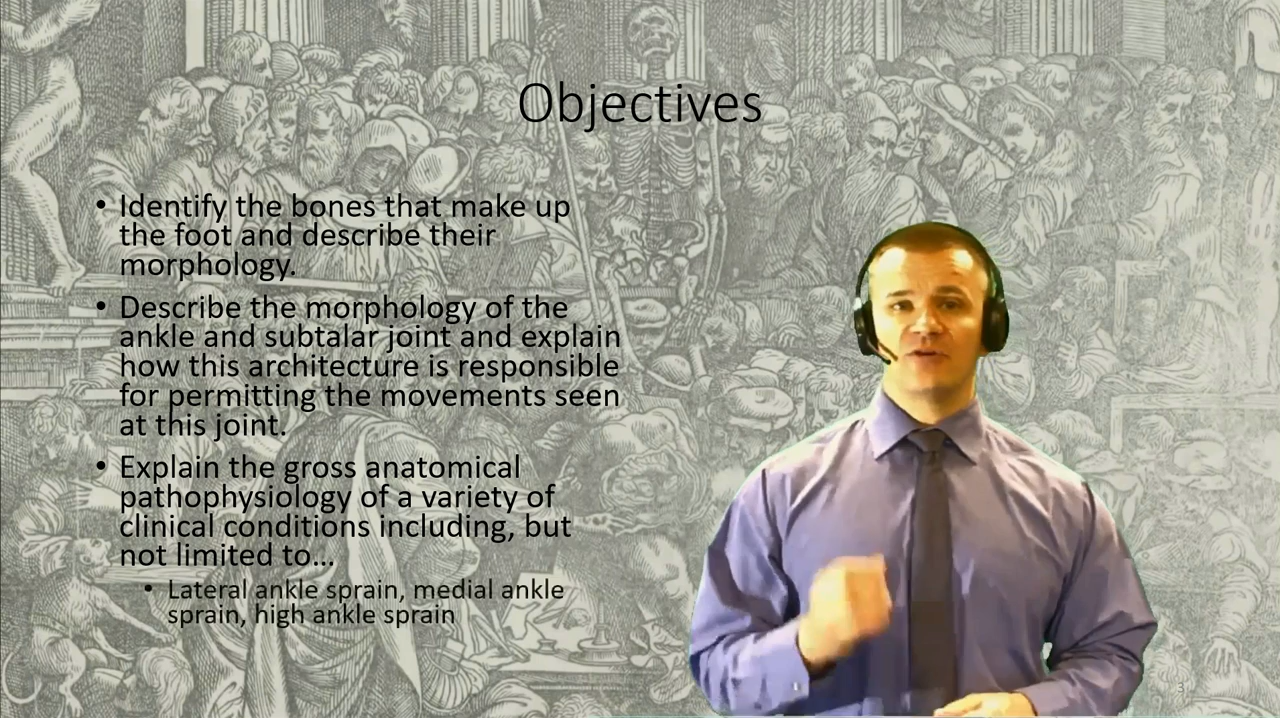 Objectives
• Identify the bones that make up
the foot and describe their
morphology.
• Describe the morphology of the
ankle and subtalar joint and explain
how this architecture is responsible
for permitting the movements seen
at this joint.
• Explain the gross anatomical
pathophysiology of a variety of
clinical conditions including, but
not limited to...
• Lateral ankle sprain, medial ankle
sprain, high ankle sprain
3